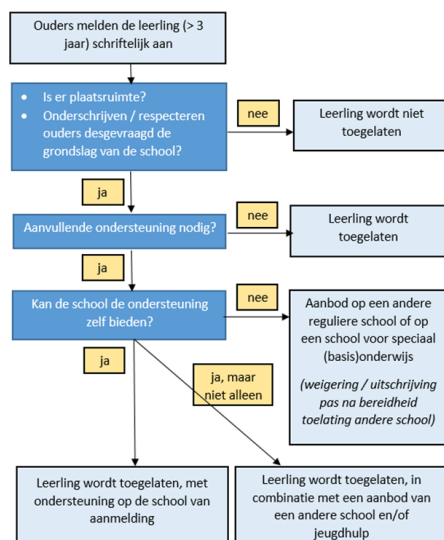 Ouders melden de leerling (> 3
jaar) schriftelijk aan
• Is er plaatsruimte?
• Onderschrijven / respecteren
ouders desgevraagd de
grondslag van de school?
nee
Leerling wordt niet
toegelaten
ja
Aanvullende ondersteuning nodig?
nee
Leerling wordt
toegelaten
ja
Kan de school de ondersteuning
zelf bieden?
nee
Aanbod op een andere
reguliere school of op
een school voor speciaal
(basis)onderwijs
(weigering / uitschrijving
pas na bereidheid
toelating andere school)
ja
ja, maar
niet alleen
Leerling wordt toegelaten, met
ondersteuning op de school van
aanmelding
Leerling wordt toegelaten, in
combinatie met een aanbod van
een andere school en/of
jeugdhulp